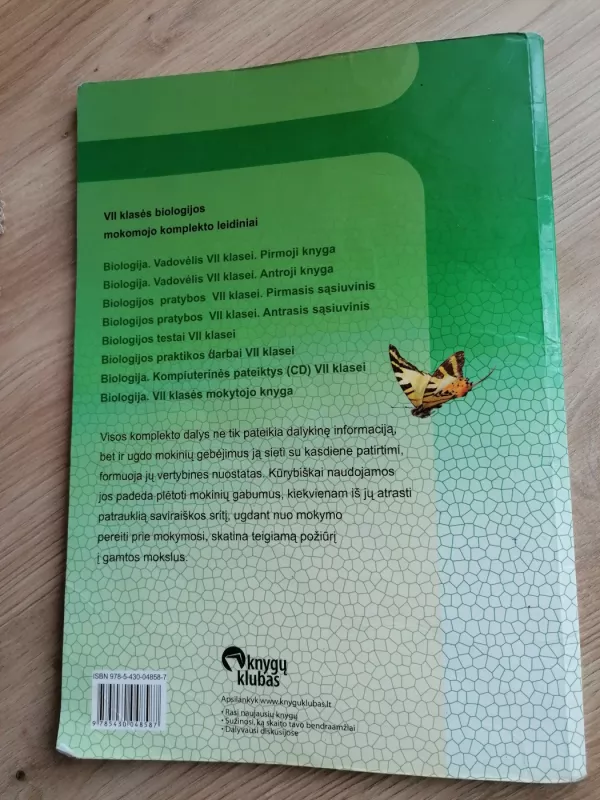 VII klasės biologijos
mokomojo komplekto leidiniai
Biologija. Vadovėlis VII klasei. Pirmoji knyga
Biologija. Vadovėlis VII klasei. Antroji knyga
Biologijos pratybos VII klasei. Pirmasis sąsiuvinis
Biologijos pratybos VII klasei. Antrasis sąsiuvinis
Biologijos testai VII klasei
Biologijos praktikos darbai VII klasei
Biologija. Kompiuterinės pateiktys (CD) VII klasei
Biologija. VII klasės mokytojo knyga
Visos komplekto dalys ne tik pateikia dalykinę informaciją,
bet ir ugdo mokinių gebėjimus ją sieti su kasdiene patirtimi,
formuoja jų vertybines nuostatas. Kūrybiškai naudojamos
jos padeda plėtoti mokinių gabumus, kiekvienam iš jų atrasti
patrauklią saviraiškos sritį, ugdant nuo mokymo
pereiti prie mokymosi, skatina teigiamą požiūrį
į gamtos mokslus.
knygų
klubas
Apsilankyk www.knyguklubas.lt
• Rasi naujausių knygų
• Sužinosi, ką skaito tavo bendraamžiai
• Dalyvausi diskusijose
ISBN 978-5-430-04858-7
9 785430 048587